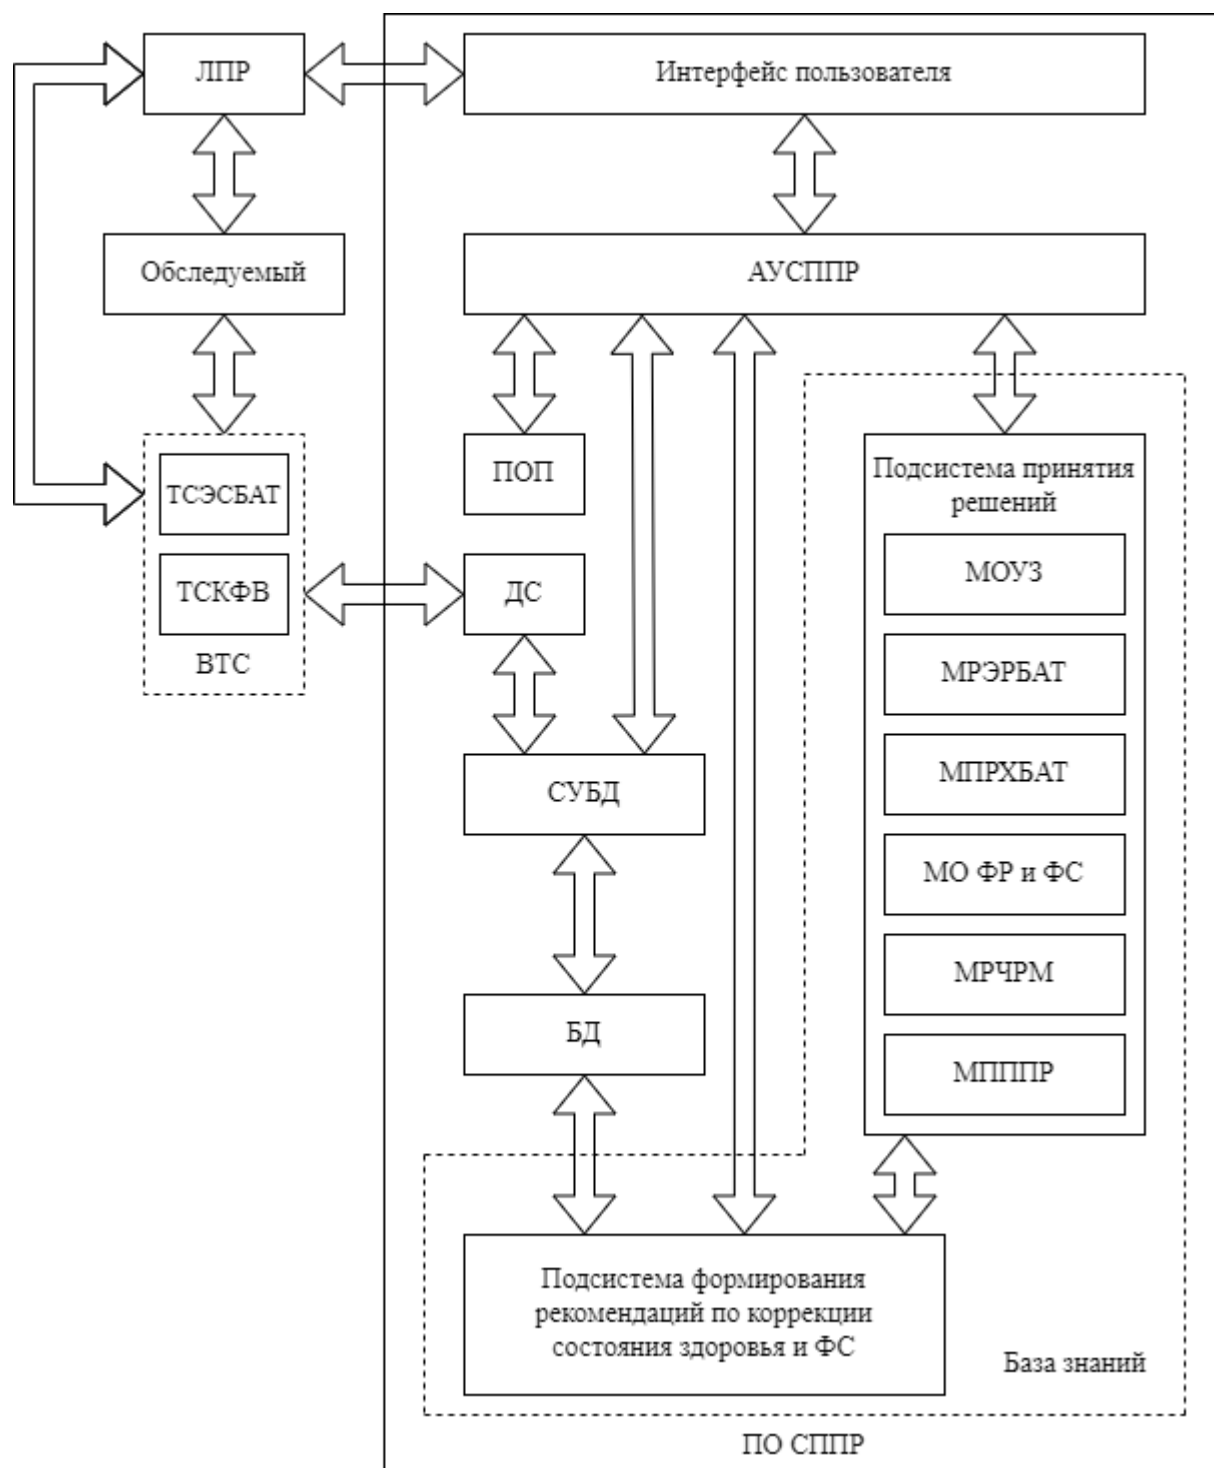 ЛПР
Интерфейс пользователя
Обследуемый
АУСППР
ТСЭСБАТ
ТСКФВ
ВТС
ПОП
ДС
СУБД
БД
Подсистема принятия
решений
МОУЗ
МРЭРБАТ
МПРХБАТ
МО ФР и ФС
МРЧРМ
МПППР
Подсистема формирования
рекомендаций по коррекции
состояния здоровья и ФС
База знаний
ПО СППР